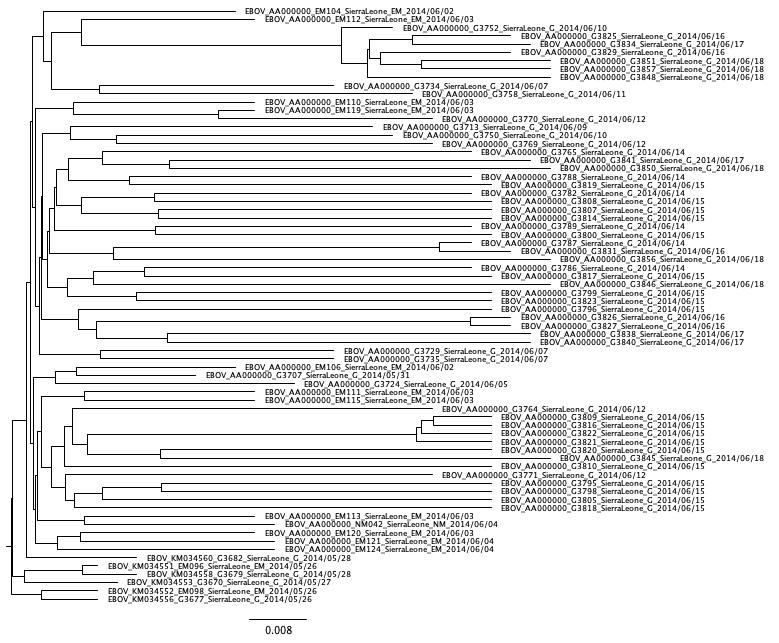 EBOV_AA000000_EM104_SierraLeone_EM_2014/06/02
EBOV_AA000000_EM112_SierraLeone_EM_2014/06/03
EBOV_AA000000_G3752_SierraLeone_G_2014/06/10
EBOV_AA000000_G3825_SierraLeone_G_2014/06/16
EBOV_AA000000_G3834_SierraLeone_G_2014/06/17
EBOV_AA000000_G3829_SierraLeone_G_2014/06/16
EBOV_AA000000_G3851_SierraLeone_G_2014/06/18
EBOV_AA000000_G3857_SierraLeone_G_2014/06/18
EBOV_AA000000_G3848_SierraLeone_G_2014/06/18
EBOV_AA000000_G3734_SierraLeone_G_2014/06/07
EBOV_AA000000_G3758_SierraLeone_G_2014/06/11
EBOV_AA000000_EM110_SierraLeone_EM_2014/06/03
EBOV_AA000000_EM119_SierraLeone_EM_2014/06/03
EBOV_AA000000_G3770_SierraLeone_G_2014/06/12
EBOV_AA000000_G3713_SierraLeone_G_2014/06/09
EBOV_AA000000_G3750_SierraLeone_G_2014/06/10
EBOV_AA000000_G3769_SierraLeone_G_2014/06/12
EBOV_AA000000_G3765_SierraLeone_G_2014/06/14
EBOV_AA000000_G3841_SierraLeone_G_2014/06/17
EBOV_AA000000_G3850_SierraLeone_G_2014/06/18
EBOV_AA000000_G3788_SierraLeone_G_2014/06/14
EBOV_AA000000_G3819_SierraLeone_G_2014/06/15
EBOV_AA000000_G3782_SierraLeone_G_2014/06/14
EBOV_AA000000_G3808_SierraLeone_G_2014/06/15
EBOV_AA000000_G3807_SierraLeone_G_2014/06/15
EBOV_AA000000_G3814_SierraLeone_G_2014/06/15
EBOV_AA000000_G3789_SierraLeone_G_2014/06/14
EBOV_AA000000_G3800_SierraLeone_G_2014/06/15
EBOV_AA000000_G3787_SierraLeone_G_2014/06/14
EBOV_AA000000_G3831_SierraLeone_G_2014/06/16
EBOV_AA000000_G3856_SierraLeone_G_2014/06/18
EBOV_AA000000_G3786_SierraLeone_G_2014/06/14
EBOV_AA000000_G3817_SierraLeone_G_2014/06/15
EBOV_AA000000_G3846_SierraLeone_G_2014/06/18
EBOV_AA000000_G3799_SierraLeone_G_2014/06/15
EBOV_AA000000_G3823_SierraLeone_G_2014/06/15
EBOV_AA000000_G3796_SierraLeone_G_2014/06/15
EBOV_AA000000_G3826_SierraLeone_G_2014/06/16
EBOV_AA000000_G3827_SierraLeone_G_2014/06/16
EBOV_AA000000_G3838_SierraLeone_G_2014/06/17
EBOV_AA000000_G3840_SierraLeone_G_2014/06/17
EBOV_AA000000_G3729_SierraLeone_G_2014/06/07
EBOV_AA000000_G3735_SierraLeone_G_2014/06/07
EBOV_AA000000_EM106_SierraLeone_EM_2014/06/02
EBOV_AA000000_G3707_SierraLeone_G_2014/05/31
EBOV_AA000000_G3724_SierraLeone_G_2014/06/05
EBOV_AA000000_EM111_SierraLeone_EM_2014/06/03
EBOV_AA000000_EM115_SierraLeone_EM_2014/06/03
EBOV_AA000000_G3764_SierraLeone_G_2014/06/12
EBOV_AA000000_G3809_SierraLeone_G_2014/06/15
EBOV_AA000000_G3816_SierraLeone_G_2014/06/15
EBOV_AA000000_G3822_SierraLeone_G_2014/06/15
EBOV_AA000000_G3821_SierraLeone_G_2014/06/15
EBOV_AA000000_G3820_SierraLeone_G_2014/06/15
EBOV_AA000000_G3845_SierraLeone_G_2014/06/18
EBOV_AA000000_G3810_SierraLeone_G_2014/06/15
EBOV_AA000000_G3771_SierraLeone_G_2014/06/12
EBOV_AA000000_G3795_SierraLeone_G_2014/06/15
EBOV_AA000000_G3798_SierraLeone_G_2014/06/15
EBOV_AA000000_G3805_SierraLeone_G_2014/06/15
EBOV_AA000000_G3818_SierraLeone_G_2014/06/15
EBOV_AA000000_EM113_SierraLeone_EM_2014/06/03
EBOV_AA000000_NM042_SierraLeone_NM_2014/06/04
EBOV_AA000000_EM120_SierraLeone_EM_2014/06/03
EBOV_AA000000_EM121_SierraLeone_EM_2014/06/04
EBOV_AA000000_EM124_SierraLeone_EM_2014/06/04
EBOV_KM034560_G3682_SierraLeone_G_2014/05/28
EBOV_KM034551_EM096_SierraLeone_EM_2014/05/26
EBOV_KM034558_G3679_SierraLeone_G_2014/05/28
EBOV_KM034553_G3670_SierraLeone_G_2014/05/27
EBOV_KM034552_EM098_SierraLeone_EM_2014/05/26
EBOV_KM034556_G3677_SierraLeone_G_2014/05/26
0.008